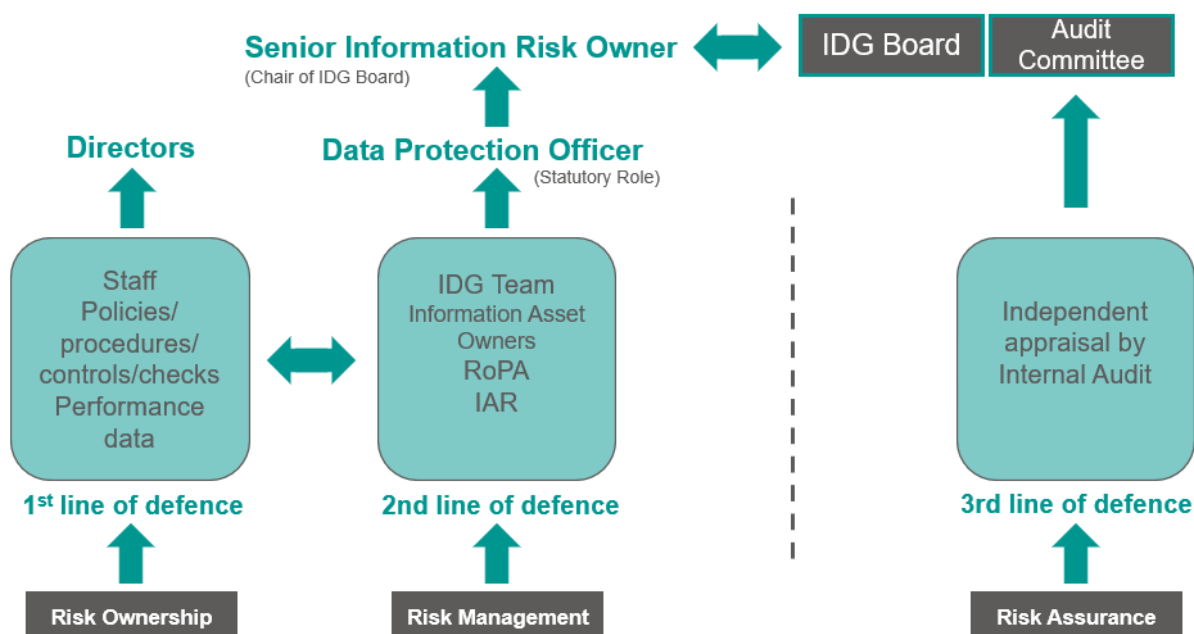 Senior Information Risk Owner
(Chair of IDG Board)
IDG Board
Audit
Committee
Directors
Data Protection Officer
(Statutory Role)
Staff
Policies/
procedures/
controls/checks
Performance
data
IDG Team
Information Asset
Owners
RoPA
IAR
Independent
appraisal by
Internal Audit
1st line of defence
2nd line of defence
3rd line of defence
Risk Ownership
Risk Management
Risk Assurance